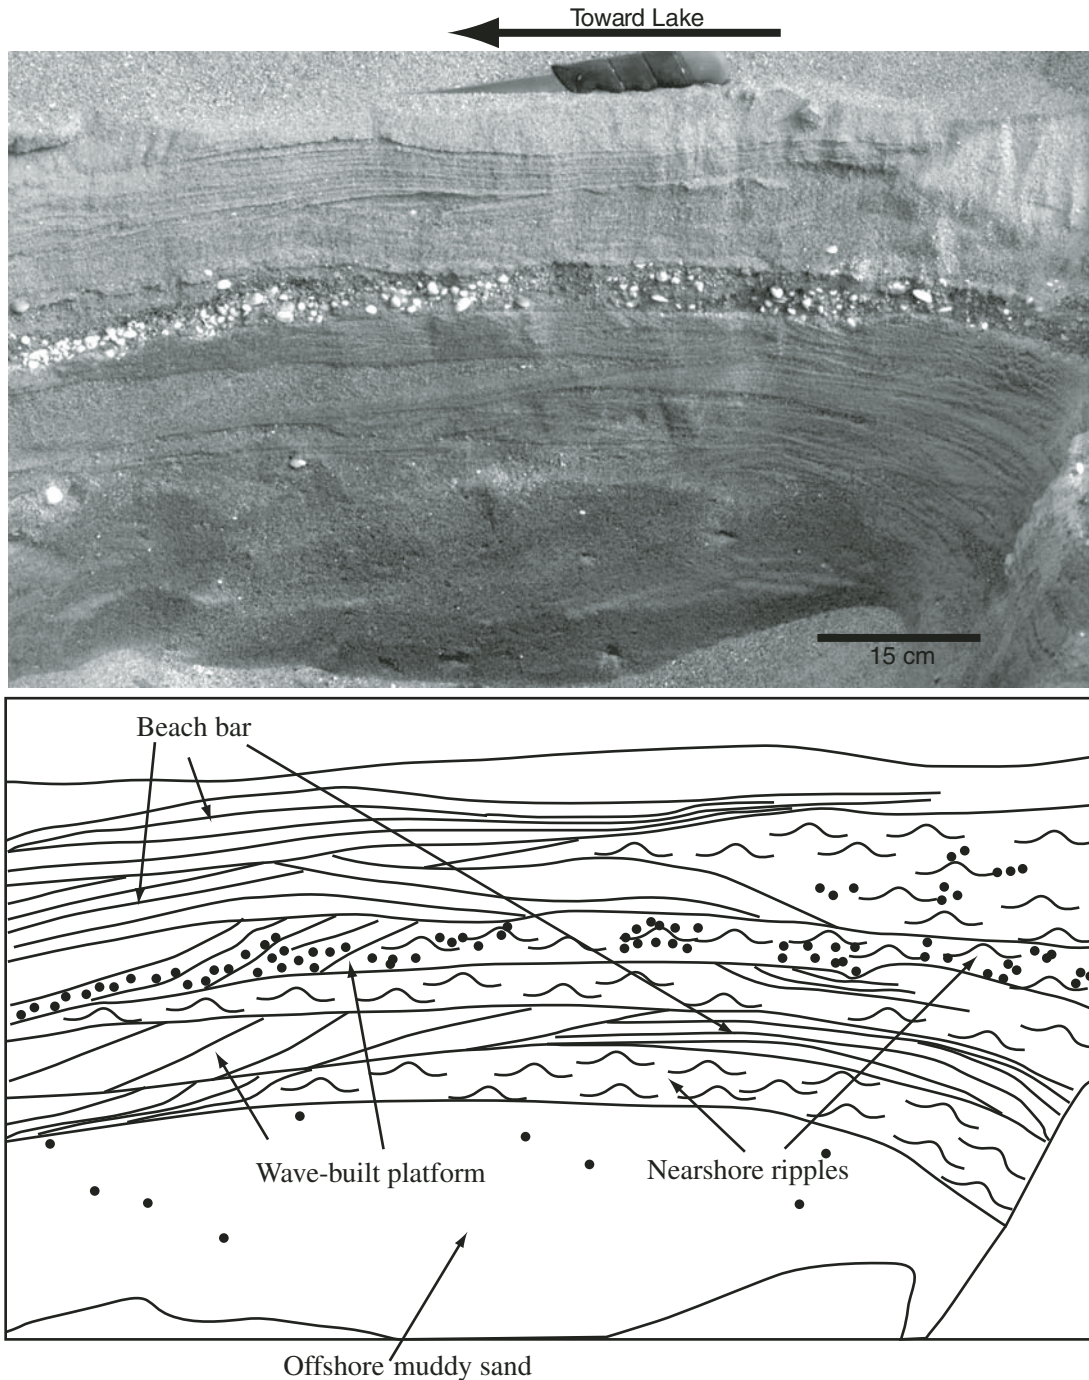 Toward Lake
15 cm
Beach bar
Wave-built platform
Nearshore ripples
Offshore muddy sand